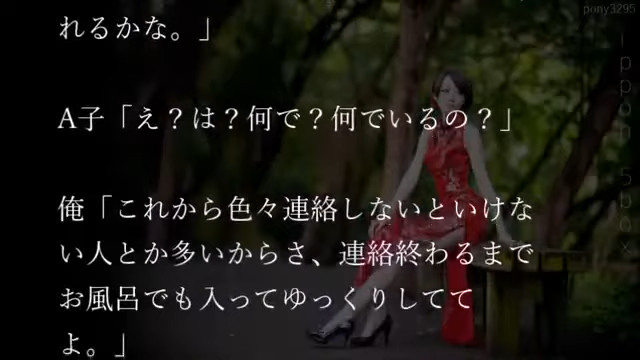 pony3295
れるかな。」
A子「え？は？何で？何でいるの？」
俺「これから色々連絡しないといけな
い人とか多いからさ、連絡終わるまで
お風呂でも入ってゆっくりしてて
よ。」
ippon 5box